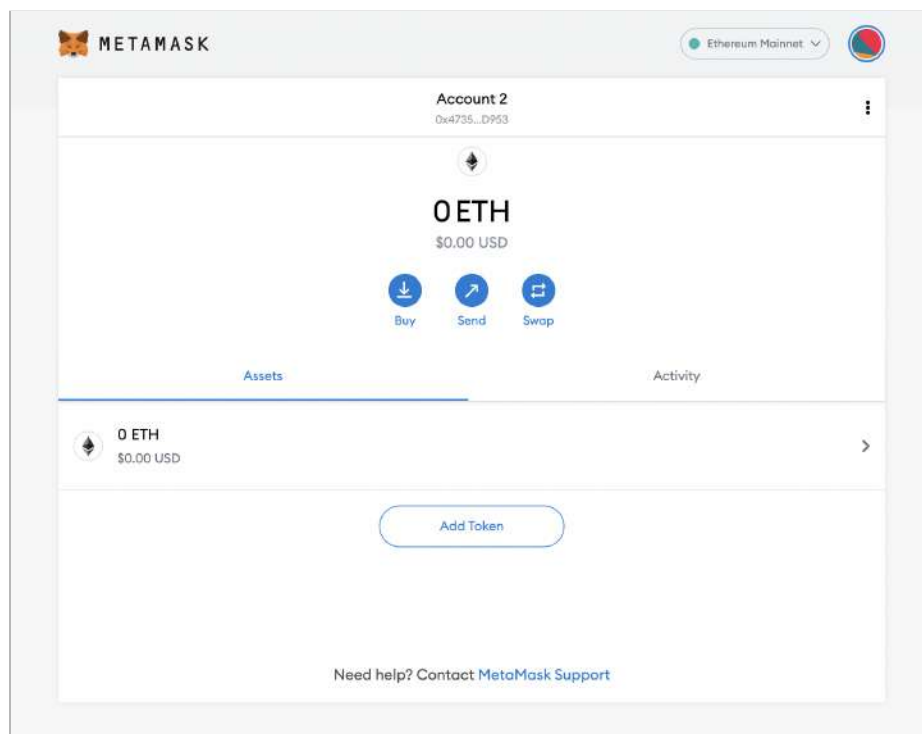 METAMASK
Ethereum Mainnet
Account 2
0x4735...D953
0 ETH
$0.00 USD
Buy Send Swap
Assets Activity
0 ETH
$0.00 USD
Add Token
Need help? Contact MetaMask Support